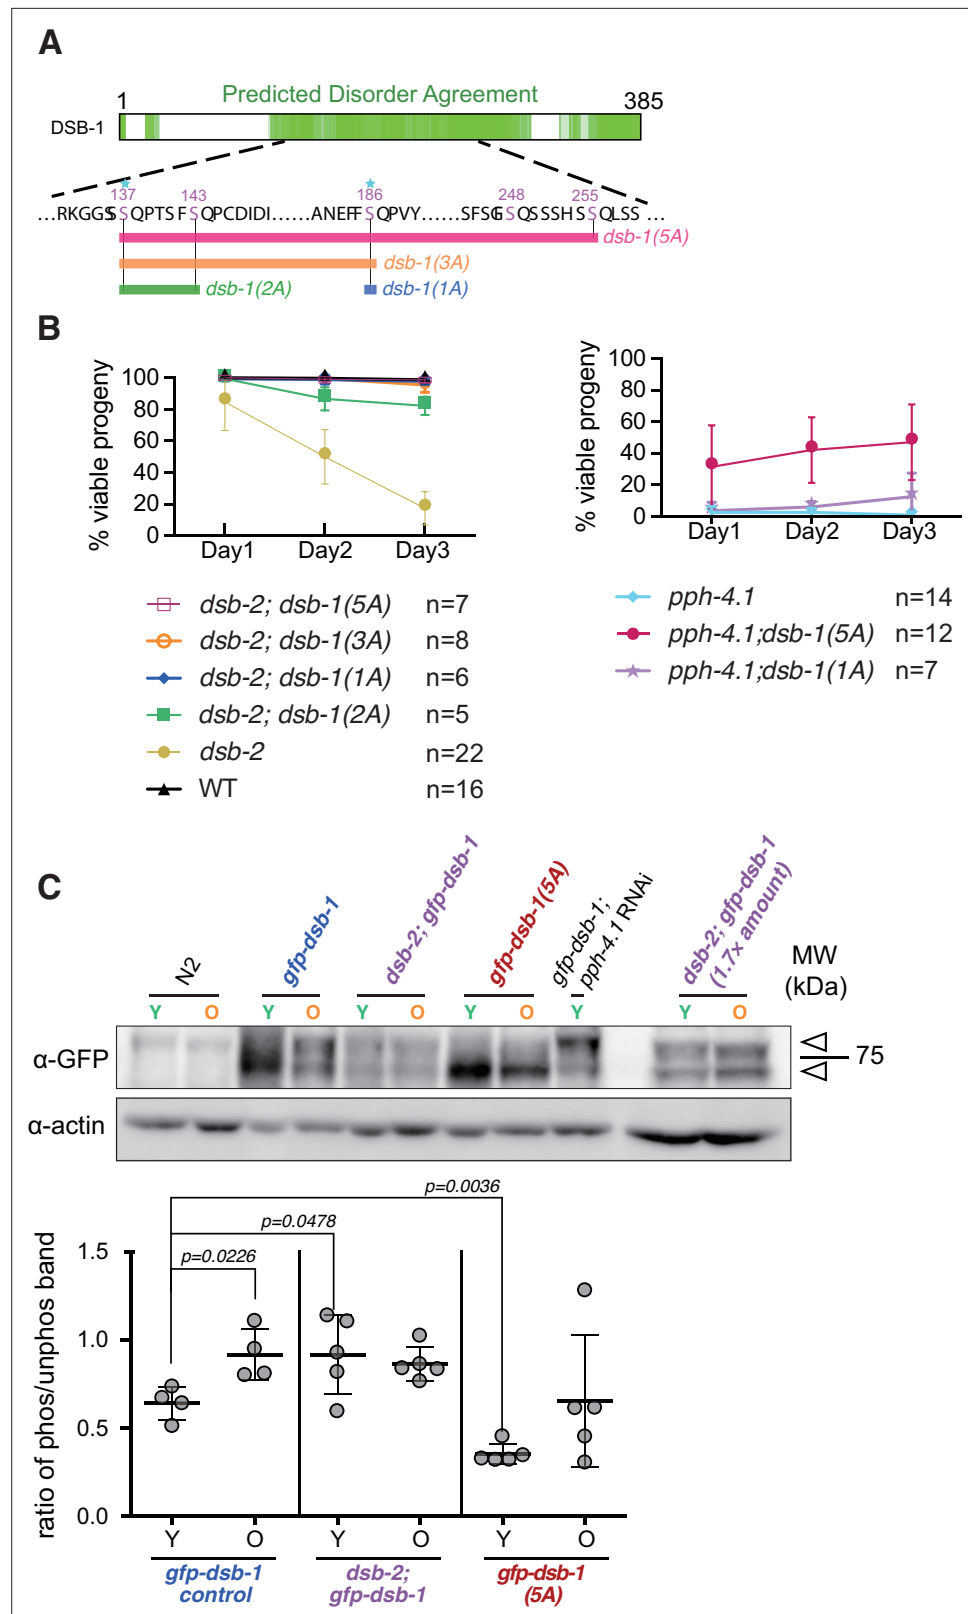 A
Predicted Disorder Agreement
1 385
DSB-1
137 143 186 248 255
...RKGGSSQPTSFSQPCDIDI......ANEFFSQPVY......SFSGFSQSSSHSSQLSS...
dsb-1(5A)
dsb-1(3A)
dsb-1(2A) dsb-1(1A)
B
% viable progeny
100
80
60
40
20
0
Day1 Day2 Day3
dsb-2; dsb-1(5A) n=7
dsb-2; dsb-1(3A) n=8
dsb-2; dsb-1(1A) n=6
dsb-2; dsb-1(2A) n=5
dsb-2 n=22
WT n=16
% viable progeny
100
80
60
40
20
0
Day1 Day2 Day3
pph-4.1 n=14
pph-4.1;dsb-1(5A) n=12
pph-4.1;dsb-1(1A) n=7
C
N2
gfp-dsb-1
dsb-2; gfp-dsb-1
gfp-dsb-1(5A)
gfp-dsb-1;
pph-4.1 RNAi
dsb-2; gfp-dsb-1
(1.7x amount)
MW
(kDa)
Y O Y O Y O Y O Y Y O
α-GFP
75
α-actin
p=0.0036
p=0.0478
p=0.0226
ratio of phos/unphos band
1.5
1.0
0.5
0.0
Y O Y O Y O
gfp-dsb-1
control
dsb-2;
gfp-dsb-1
gfp-dsb-1
(5A)